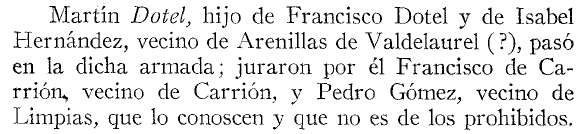 Martín Dotel, hijo de Francisco Dotel y de Isabel
Hernández, vecino de Arenillas de Valdelaurel (?), pasó
en la dicha armada; juraron por él Francisco de Ca-
rrión, vecino de Carrión, y Pedro Gómez, vecino de
Limpias, que lo conoscen y que no es de los prohibidos.